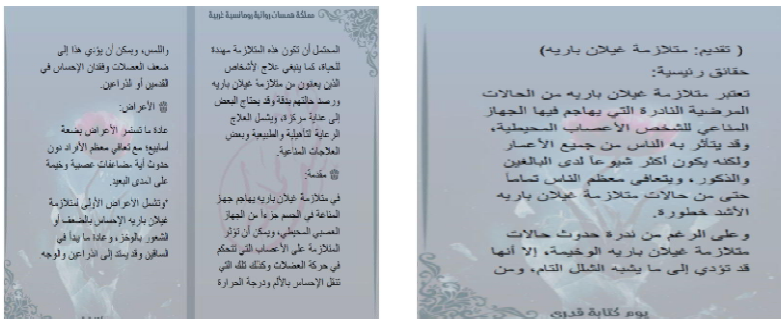 ( تقديم: متلازمة غيلان باريه)
حقائق رئيسية:
تعتبر متلازمة غيلان باريه من الحالات
المرضية النادرة التي يهاجم فيها الجهاز
المناعي للشخص الأعصاب المحيطية،
وقد يتأثر به الناس من جميع الأعمار
ولكنه يكون أكثر شيوعاً لدى البالغين
والذكور، ويتعافى معظم الناس تماماً
حتى من حالات متلازمة غيلان باريه
الأشد خطورة.
وعلى الرغم من ندرة حدوث حالات
متلازمة غيلان باريه الوخيمة، إلا أنها
قد تؤدي إلى ما يشبه الشلل التام، ومن
يوم كتابة قدري
مملكة همسات روائية رومانسية غربية
المحتمل أن تكون هذه المتلازمة مهددة
للحياة، كما ينبغي علاج الأشخاص
الذين يعانون من متلازمة غيلان باريه
ورصد حالتهم بدقة وقد يحتاج البعض
إلى عناية مركزة، ويشمل العلاج
الرعاية التأهيلية والطبيعية وبعض
العلاجات المناعية.
مقدمة:
في متلازمة غيلان باريه يهاجم جهاز
المناعة في الجسم جزءاً من الجهاز
العصبي المحيطي، ويمكن أن تؤثر
المتلازمة على الأعصاب التي تتحكم
في حركة العضلات وكذلك تلك التي
تنقل الإحساس بالألم ودرجة الحرارة
واللمس، ويمكن أن يؤدي هذا إلى
ضعف العضلات وفقدان الإحساس في
القدمين أو الذراعين.
الأعراض:
عادة ما تستمر الأعراض بضعة
أسابيع؛ مع تعافي معظم الأفراد دون
حدوث أية مضاعفات عصبية وخيمة
على المدى البعيد.
*وتشمل الأعراض الأولى لمتلازمة
غيلان باريه الإحساس بالضعف أو
الشعور بالوخز، وعادة ما يبدأ في
الساقين وقد يمتد إلى الذراعين والوجه